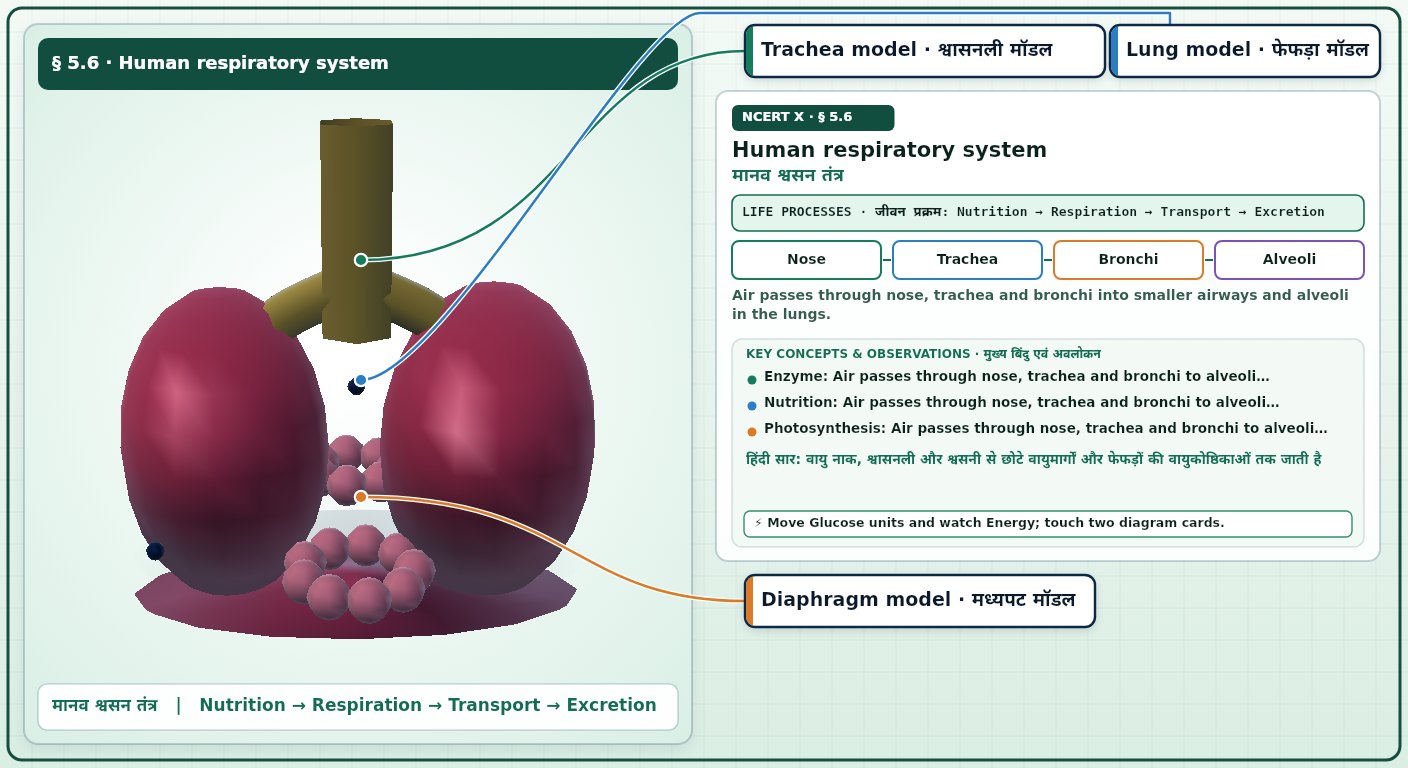 § 5.6 · Human respiratory system
Trachea model · श्वासनली मॉडल
Lung model · फेफड़ा मॉडल
NCERT X · § 5.6
Human respiratory system
मानव श्वसन तंत्र
LIFE PROCESSES · जीवन प्रक्रम: Nutrition → Respiration → Transport → Excretion
Nose
Trachea
Bronchi
Alveoli
Air passes through nose, trachea and bronchi into smaller airways and alveoli
in the lungs.
KEY CONCEPTS & OBSERVATIONS · मुख्य बिंदु एवं अवलोकन
Enzyme: Air passes through nose, trachea and bronchi to alveoli…
Nutrition: Air passes through nose, trachea and bronchi to alveoli…
Photosynthesis: Air passes through nose, trachea and bronchi to alveoli…
हिंदी सार: वायु नाक, श्वासनली और श्वसनी से छोटे वायुमार्गों और फेफड़ों की वायुकोष्ठिकाओं तक जाती है
⚡ Move Glucose units and watch Energy; touch two diagram cards.
Diaphragm model · मध्यपट मॉडल
मानव श्वसन तंत्र | Nutrition → Respiration → Transport → Excretion